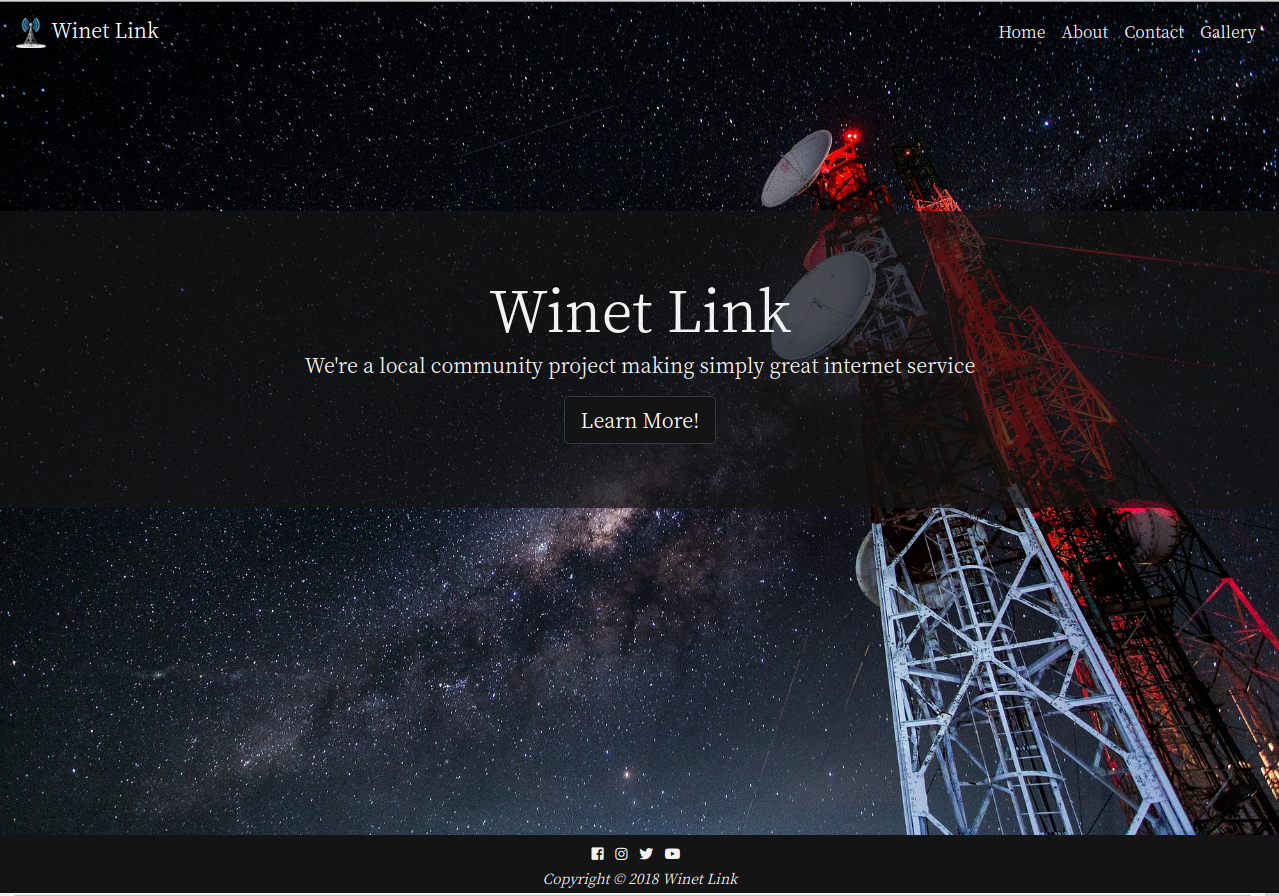 Winet Link
Home About Contact Gallery
Winet Link
We're a local community project making simply great internet service
Learn More!
Copyright © 2018 Winet Link